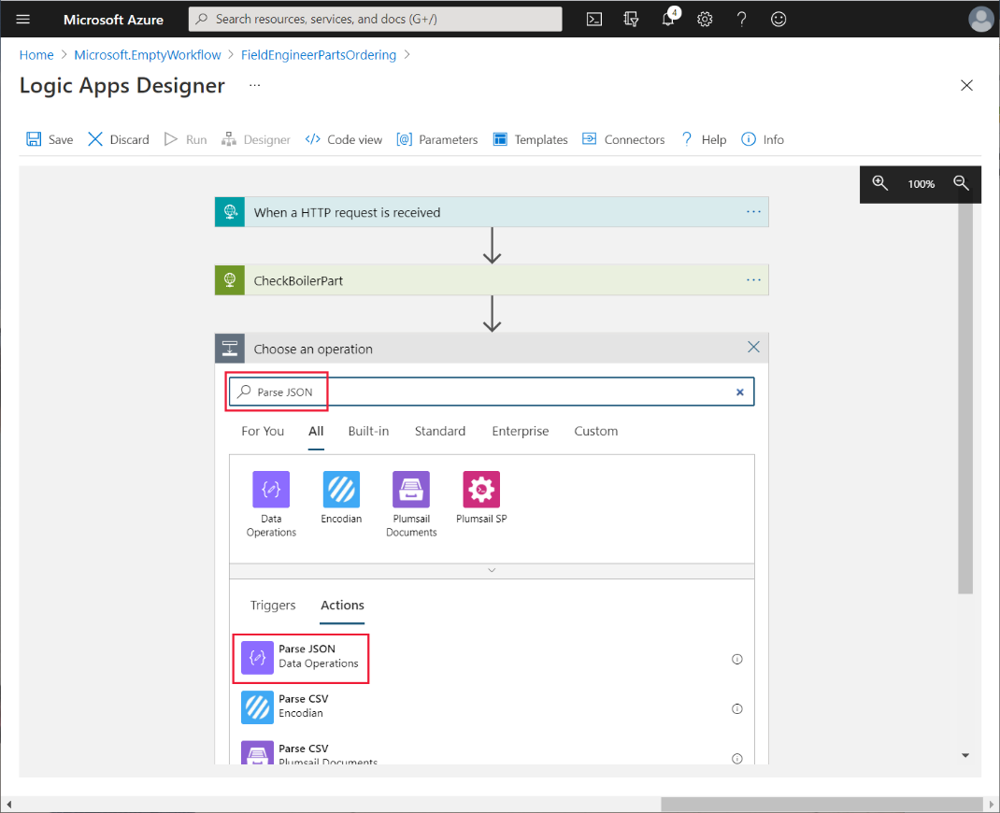 Microsoft Azure
Search resources, services, and docs (G+/)
4
Home > Microsoft.EmptyWorkflow > FieldEngineerPartsOrdering >
Logic Apps Designer ...
Save Discard Run Designer Code view Parameters Templates Connectors Help Info
100%
When a HTTP request is received ...
CheckBoilerPart ...
Choose an operation
Parse JSON
For You All Built-in Standard Enterprise Custom
Data
Operations
Encodian
Plumsail
Documents
Plumsail SP
Triggers Actions
Parse JSON
Data Operations
Parse CSV
Encodian
Parse CSV
Plumsail Documents